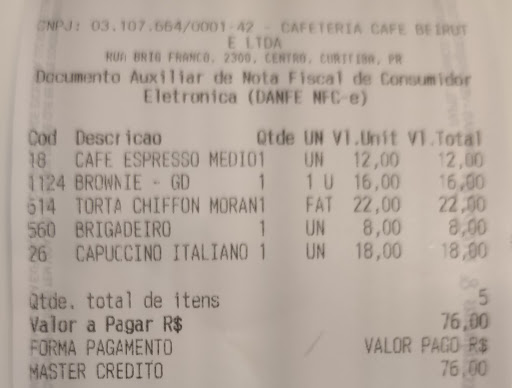 CNPJ: 03.107.664/0001-42 - CAFETERIA CAFE BEIRUT
E LTDA
RUA BRIG FRANCO, 2300, CENTRO, CURITIBA, PR
Documento Auxiliar de Nota Fiscal de Consumidor
Eletronica (DANFE NFC-e)
Cod Descricao Qtde UN Vl.Unit Vl.Total
18 CAFE ESPRESSO MEDIO1 UN 12,00 12,00
1124 BROWNIE - GD 1 1 U 16,00 16,00
614 TORTA CHIFFON MORAN1 FAT 22,00 22,00
560 BRIGADEIRO 1 UN 8,00 8,00
26 CAPUCCINO ITALIANO 1 UN 18,00 18,00
Qtde. total de itens 5
Valor a Pagar R$ 76,00
FORMA PAGAMENTO VALOR PAGO R$
MASTER CREDITO 76,00